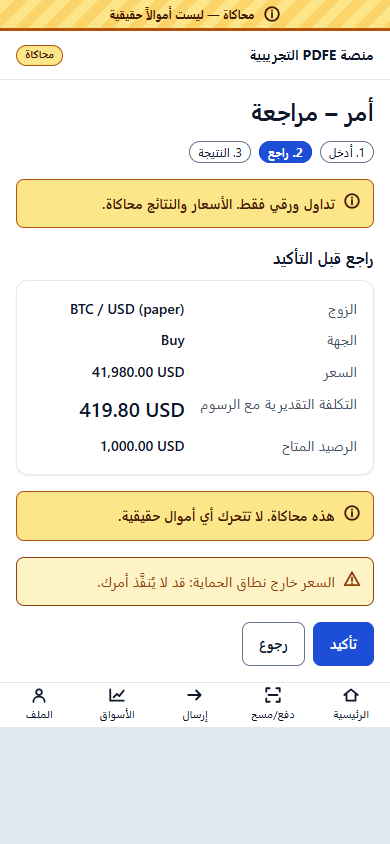 محاكاة — ليست أموالاً حقيقية
منصة PDFE التجريبية
محاكاة
أمر – مراجعة
1. أدخل
2. راجع
3. النتيجة
تداول ورقي فقط. الأسعار والنتائج محاكاة.
راجع قبل التأكيد
الزوج BTC / USD (paper)
الجهة Buy
السعر 41,980.00 USD
التكلفة التقديرية مع الرسوم 419.80 USD
الرصيد المتاح 1,000.00 USD
هذه محاكاة. لا تتحرك أي أموال حقيقية.
السعر خارج نطاق الحماية: قد لا يُنفَّذ أمرك.
تأكيد
رجوع
الرئيسية
دفع/مسح
إرسال
الأسواق
الملف